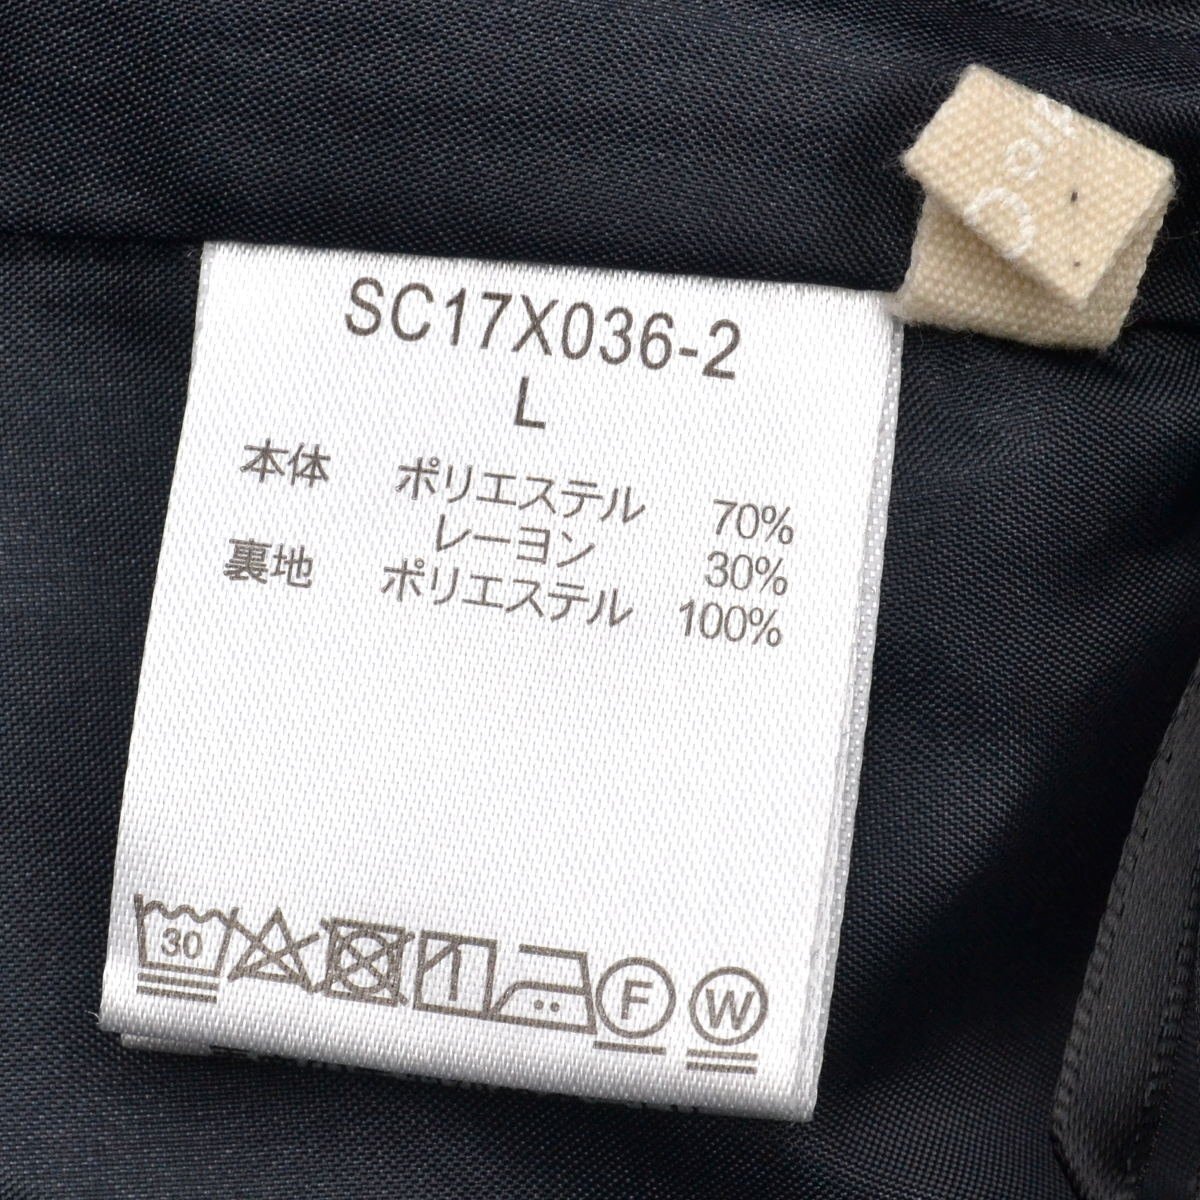 SC17X036-2
L
本体 ポリエステル 70%
レーヨン 30%
裏地 ポリエステル 100%
30
F
W